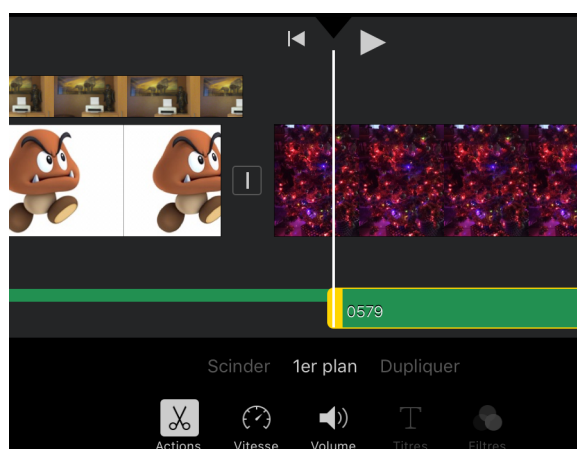 0579
Scinder 1er plan Dupliquer
Actions Vitesse Volume Titres Filtres